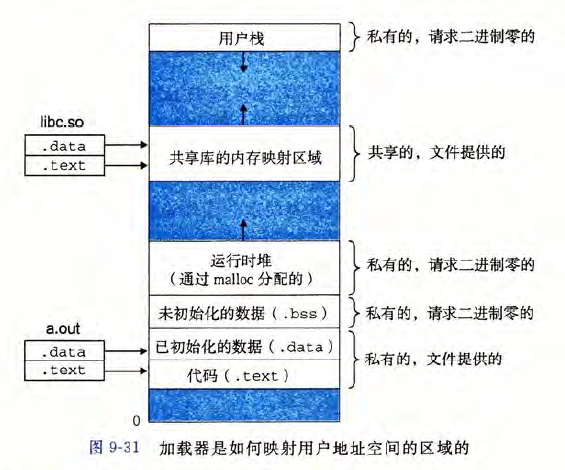 用户栈
私有的，请求二进制零的
libc.so
.data
.text
共享库的内存映射区域
共享的，文件提供的
运行时堆
（通过 malloc 分配的）
私有的，请求二进制零的
未初始化的数据（.bss）
私有的，请求二进制零的
a.out
.data
.text
已初始化的数据（.data）
代码（.text）
私有的，文件提供的
0
图 9-31 加载器是如何映射用户地址空间的区域的